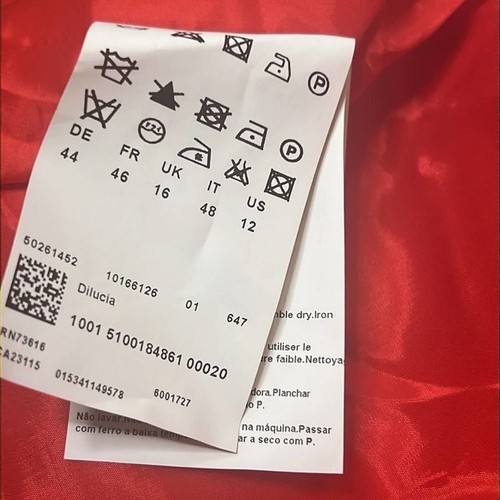 P
P
DE FR UK IT US
44 46 16 48 12
50261452
10166126 01 647
Dilucia
1001 5100184861 00020
RN73616
CA23115 015341149578 6001727
ble dry.Iron
utiliser le
re faible.Nettoya
dora.Planchar
o P.
Não lavar.Nã na máquina.Passar
com ferro a baixa ar a seco com P.